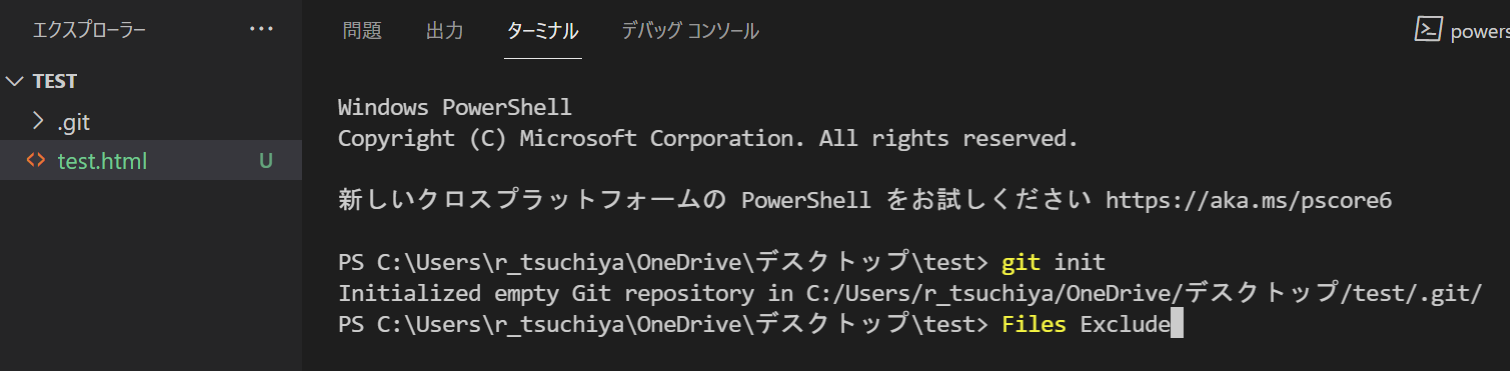 エクスプローラー ···
問題 出力 ターミナル デバッグ コンソール powers
TEST
.git
test.html U
Windows PowerShell
Copyright (C) Microsoft Corporation. All rights reserved.
新しいクロスプラットフォームの PowerShell をお試しください https://aka.ms/pscore6
PS C:\Users\r_tsuchiya\OneDrive\デスクトップ\test> git init
Initialized empty Git repository in C:/Users/r_tsuchiya/OneDrive/デスクトップ/test/.git/
PS C:\Users\r_tsuchiya\OneDrive\デスクトップ\test> Files Exclude